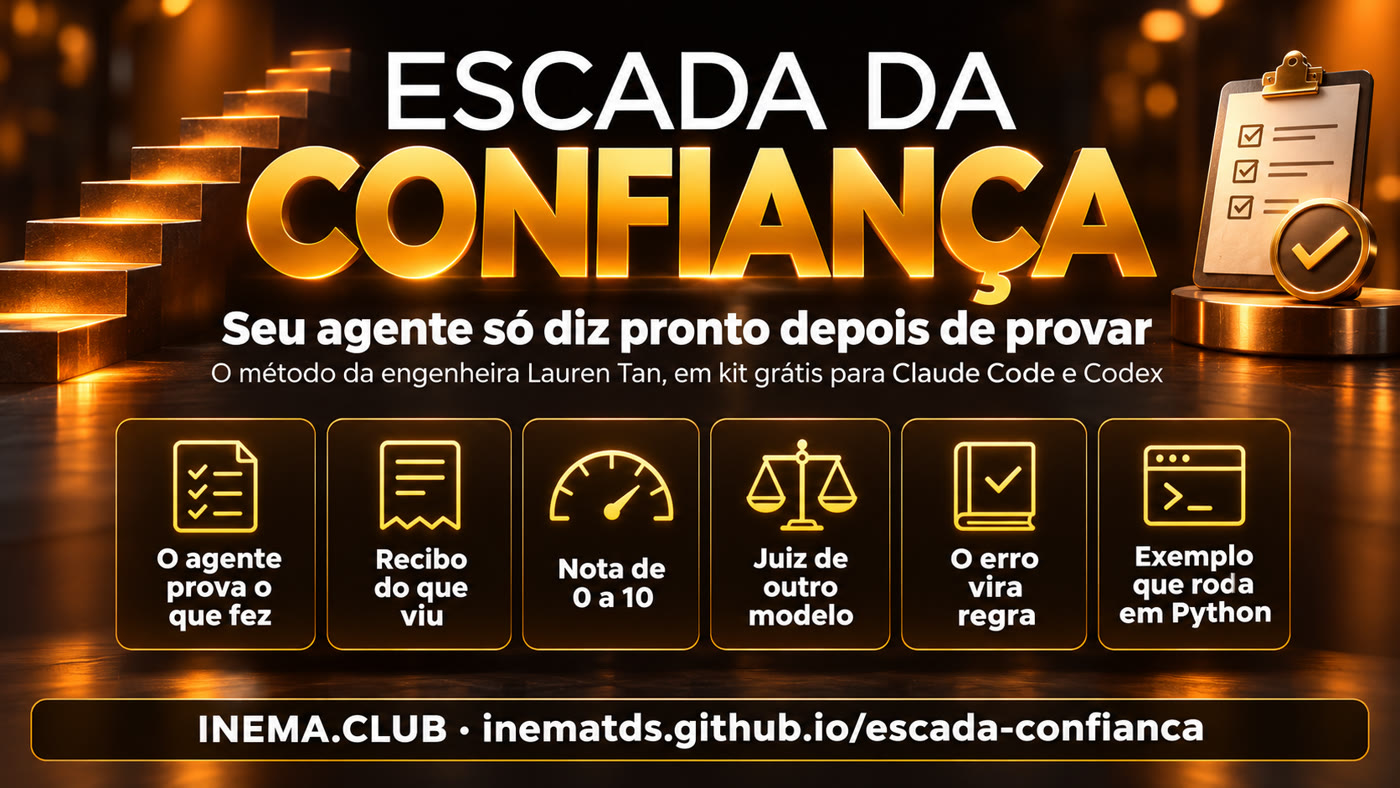 ESCADA DA
CONFIANÇA
Seu agente só diz pronto depois de provar
O método da engenheira Lauren Tan, em kit grátis para Claude Code e Codex
O agente
prova o
que fez
Recibo
do que
viu
Nota de
0 a 10
Juiz de
outro
modelo
O erro
vira
regra
Exemplo
que roda
em Python
INEMA.CLUB · inematds.github.io/escada-confianca